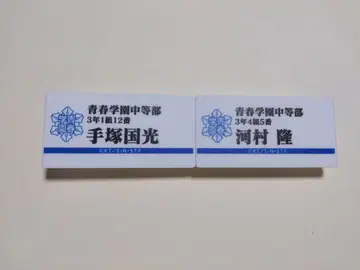 青春学園中等部
3年1組12番
手塚国光
青春学園中等部
3年4組5番
河村 隆